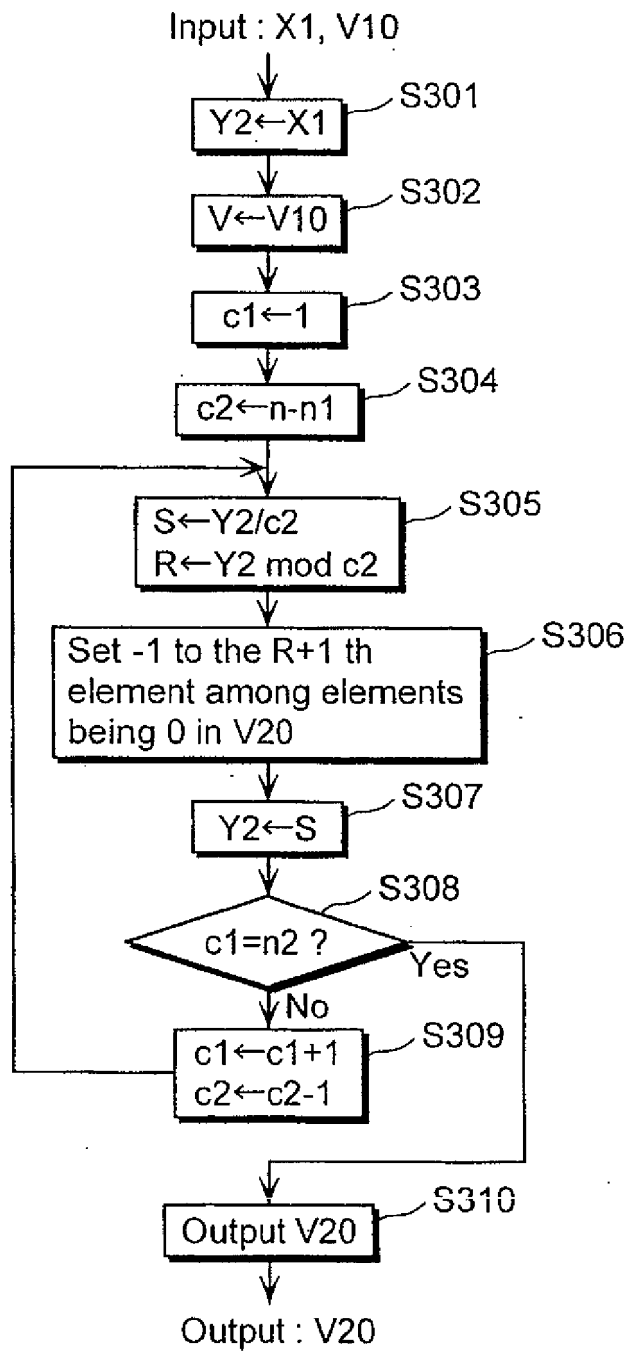 Input : X1, V10
S301
Y2←X1
S302
V←V10
S303
c1←1
S304
c2←n-n1
S305
S←Y2/c2
R←Y2 mod c2
S306
Set -1 to the R+1 th
element among elements
being 0 in V20
S307
Y2←S
S308
c1=n2 ?
Yes
No
S309
c1←c1+1
c2←c2-1
S310
Output V20
Output : V20